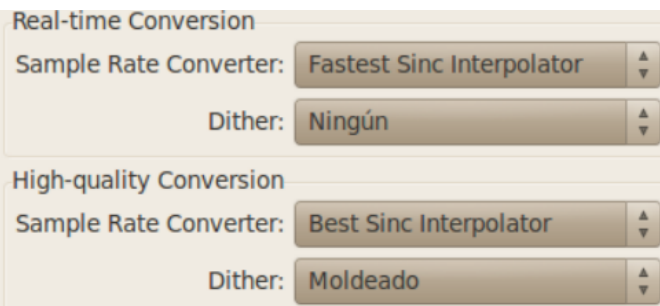 Real-time Conversion
Sample Rate Converter: Fastest Sinc Interpolator
Dither: Ningún
High-quality Conversion
Sample Rate Converter: Best Sinc Interpolator
Dither: Moldeado